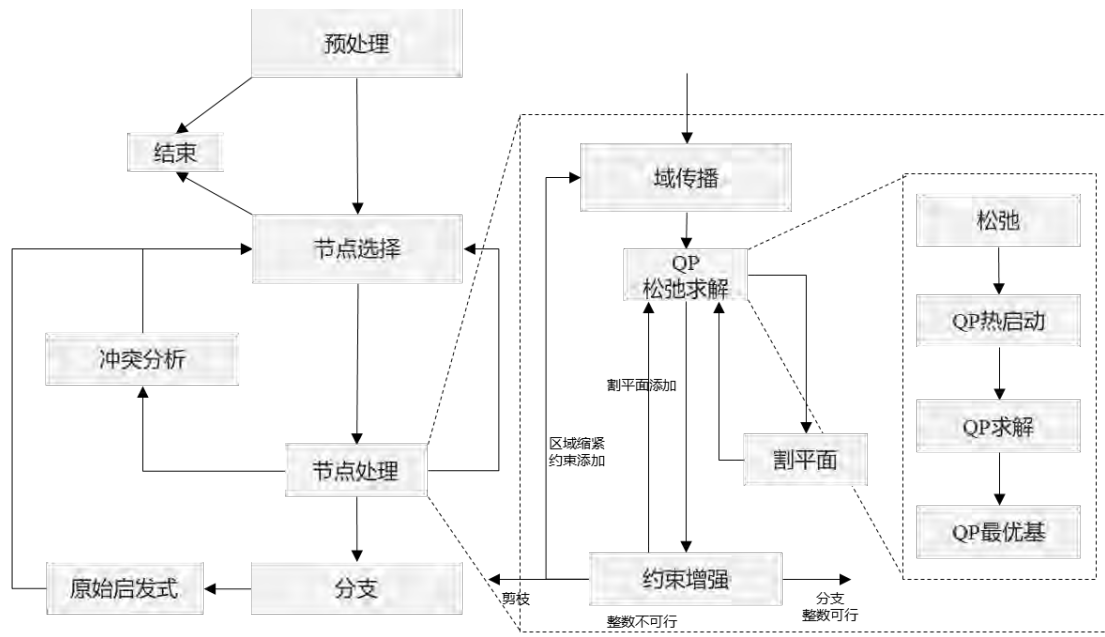 预处理
结束
节点选择
冲突分析
节点处理
原始启发式
分支
域传播
QP
松弛求解
割平面添加
区域缩紧
约束添加
割平面
约束增强
剪枝
整数不可行
分支
整数可行
松弛
QP热启动
QP求解
QP最优基